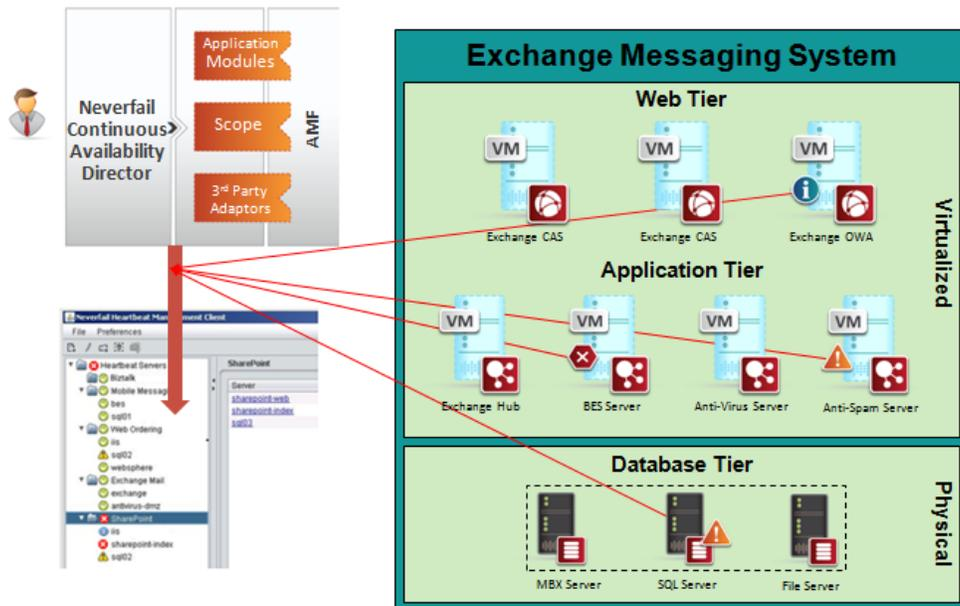 Neverfail
Continuous
Availability
Director
Application
Modules
Scope
3rd Party
Adaptors
AMF
Neverfail Heartbeat Management Client
File Preferences
Heartbeat Servers
Biztalk
Mobile Messag
bes
sql01
Web Ordering
iis
sql02
websphere
Exchange Mail
exchange
antivirus-dmz
SharePoint
iis
sharepoint-index
sql02
SharePoint
Server
sharepoint-web
sharepoint-index
sql03
Exchange Messaging System
Web Tier
VM
VM
VM
Exchange CAS
Exchange CAS
Exchange OWA
Application Tier
VM
VM
VM
VM
Exchange Hub
BES Server
Anti-Virus Server
Anti-Spam Server
Virtualized
Database Tier
MBX Server
SQL Server
File Server
Physical